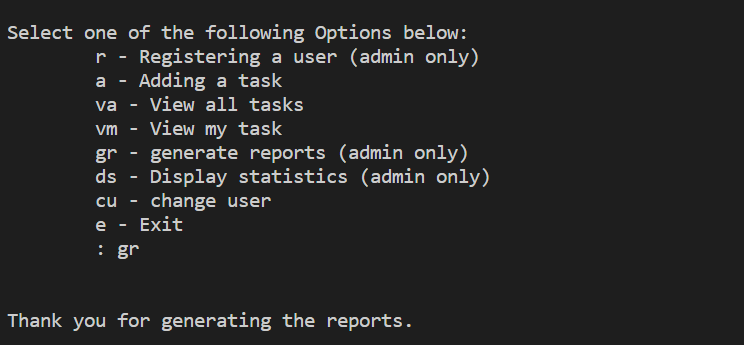 Select one of the following Options below:
r - Registering a user (admin only)
a - Adding a task
va - View all tasks
vm - View my task
gr - generate reports (admin only)
ds - Display statistics (admin only)
cu - change user
e - Exit
: gr
Thank you for generating the reports.